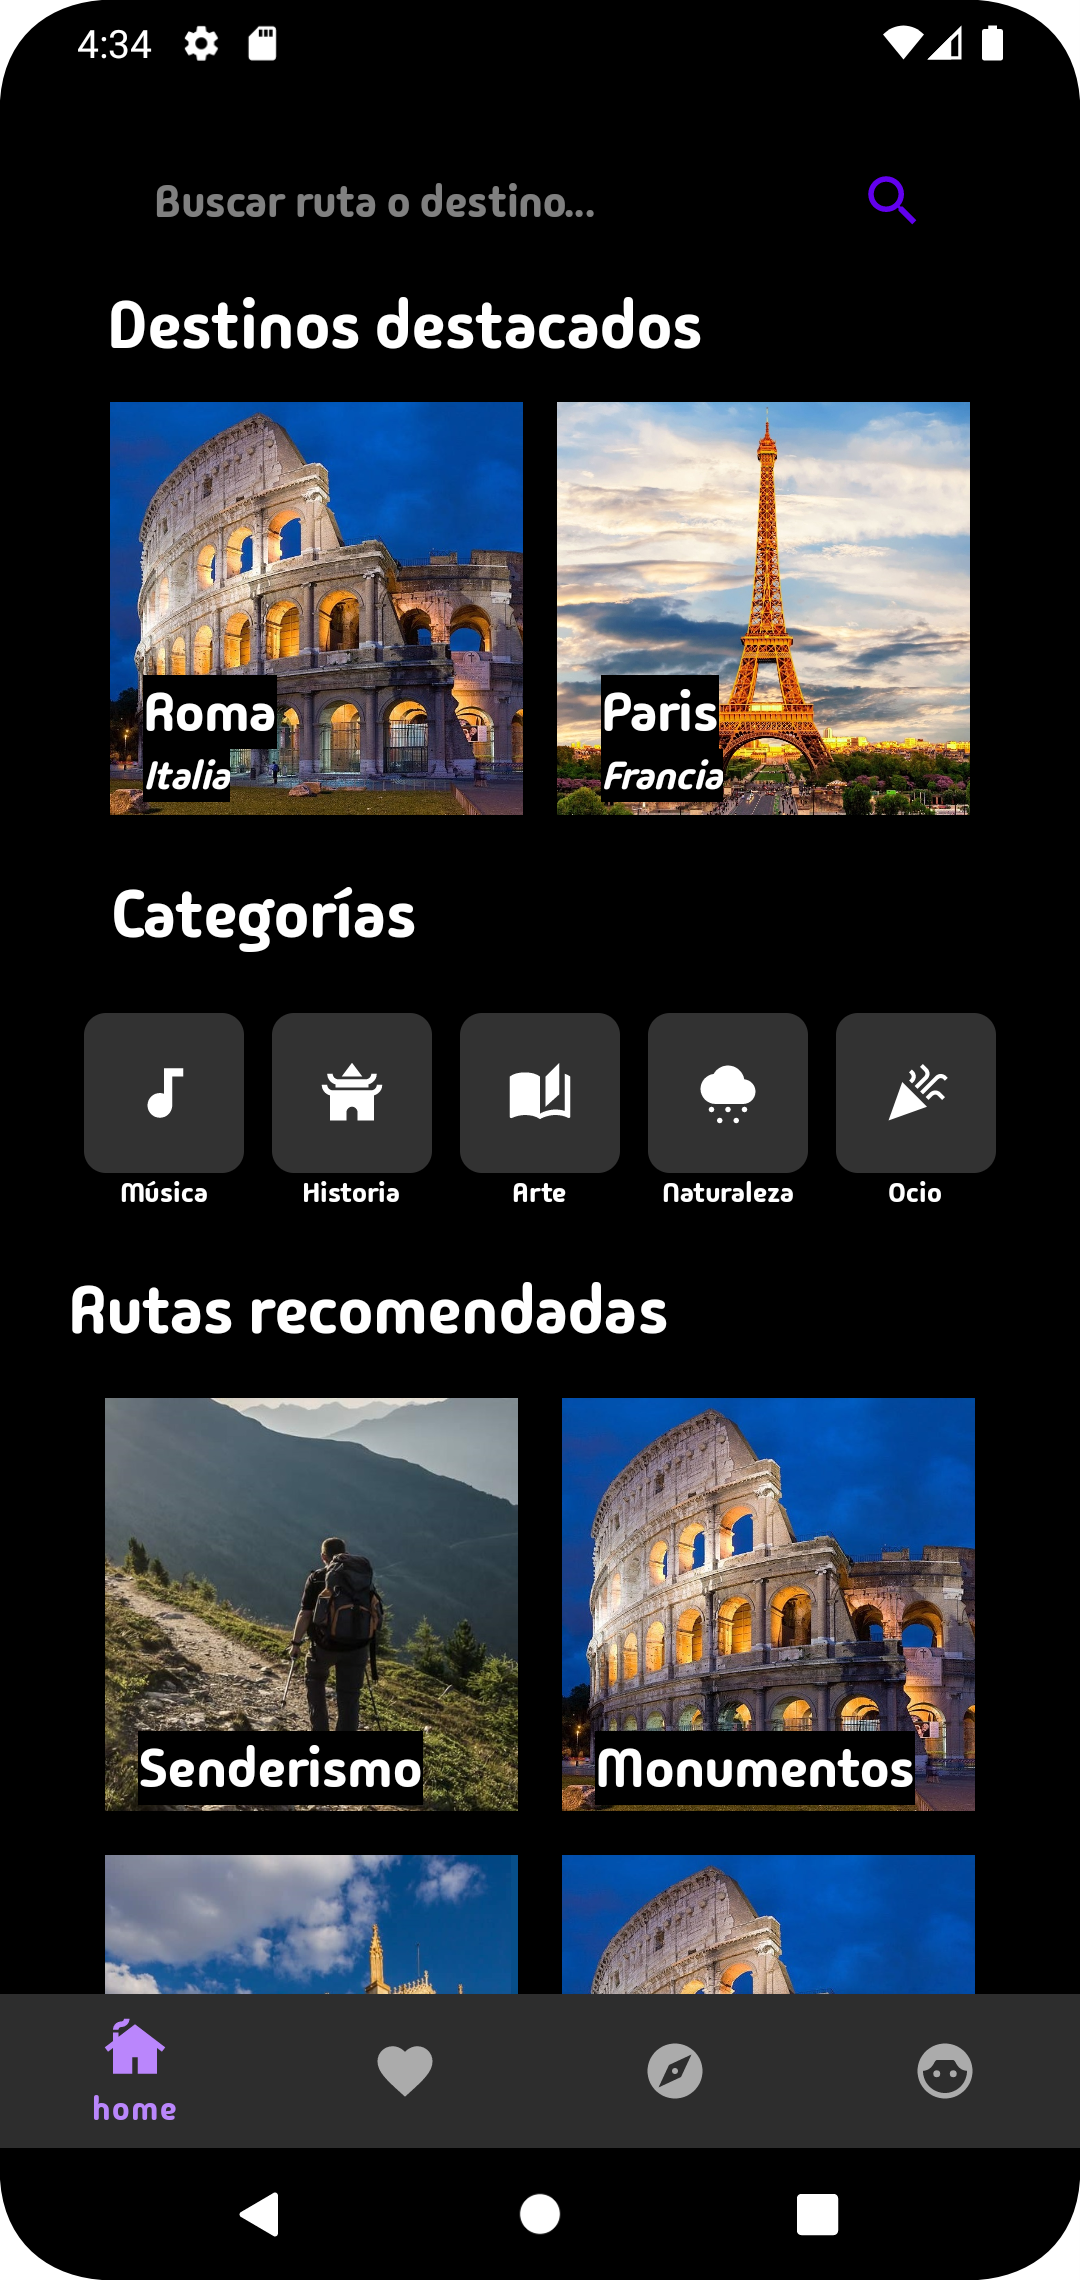 4:34
Buscar ruta o destino...
Destinos destacados
Roma
Italia
Paris
Francia
Categorías
Música
Historia
Arte
Naturaleza
Ocio
Rutas recomendadas
Senderismo
Monumentos
home